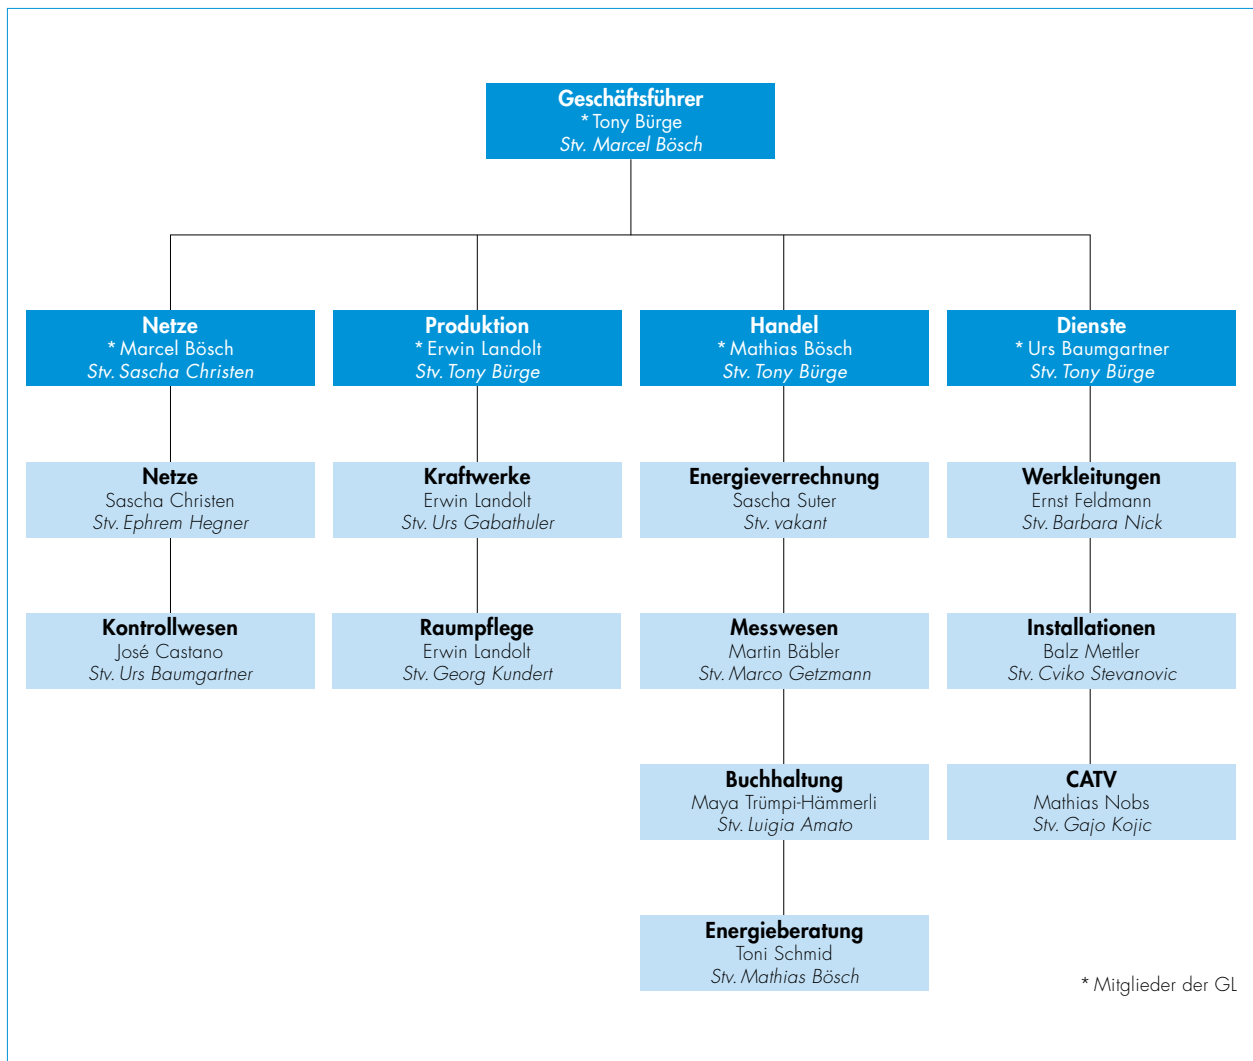 Geschäftsführer
* Tony Bürge
Stv. Marcel Bösch
Netze
* Marcel Bösch
Stv. Sascha Christen
Produktion
* Erwin Landolt
Stv. Tony Bürge
Handel
* Mathias Bösch
Stv. Tony Bürge
Dienste
* Urs Baumgartner
Stv. Tony Bürge
Netze
Sascha Christen
Stv. Ephrem Hegner
Kraftwerke
Erwin Landolt
Stv. Urs Gabathuler
Energieverrechnung
Sascha Suter
Stv. vakant
Werkleitungen
Ernst Feldmann
Stv. Barbara Nick
Kontrollwesen
José Castano
Stv. Urs Baumgartner
Raumpflege
Erwin Landolt
Stv. Georg Kundert
Messwesen
Martin Bäbler
Stv. Marco Getzmann
Installationen
Balz Mettler
Stv. Cviko Stevanovic
Buchhaltung
Maya Trümpi-Hämmerli
Stv. Luigia Amato
CATV
Mathias Nobs
Stv. Gajo Kojic
Energieberatung
Toni Schmid
Stv. Mathias Bösch
* Mitglieder der GL